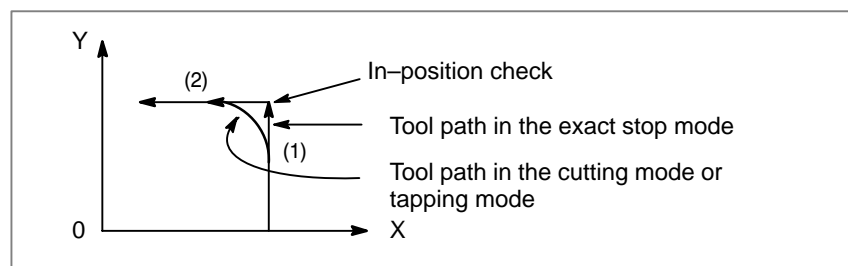 Y
(2)
In–position check
Tool path in the exact stop mode
(1)
Tool path in the cutting mode or
tapping mode
0
X